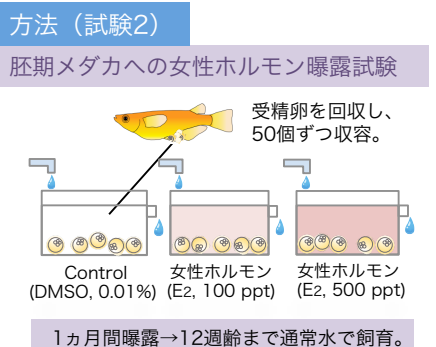 方法（試験2）
胚期メダカへの女性ホルモン曝露試験
受精卵を回収し、
50個ずつ収容。
Control
(DMSO, 0.01%)
女性ホルモン
(E2, 100 ppt)
女性ホルモン
(E2, 500 ppt)
1ヵ月間曝露→12週齢まで通常水で飼育。